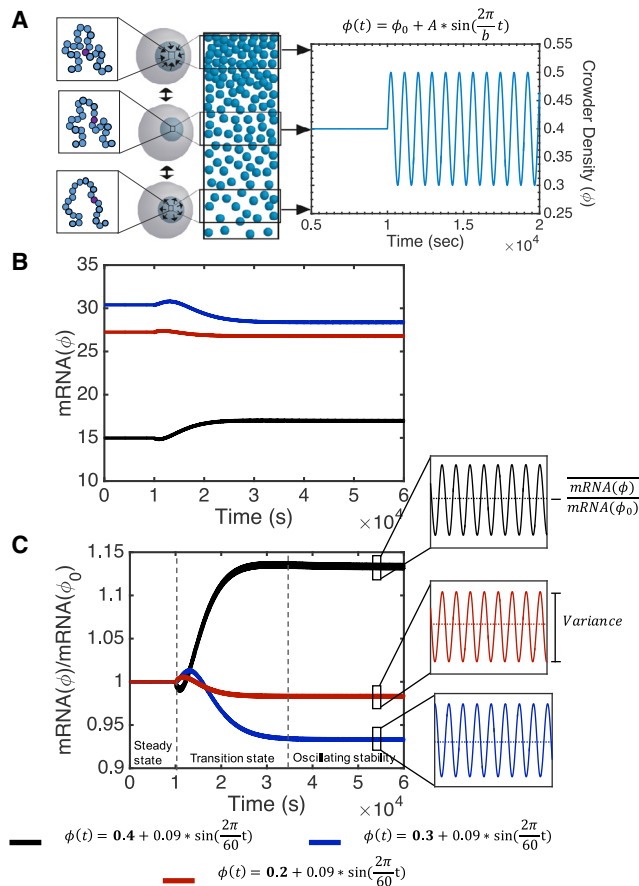 A
ϕ(t) = ϕ₀ + A * sin(2π/b t)
0.55
0.5
0.45
0.4
0.35
0.3
0.25
Crowder Density (ϕ)
0.5 1 1.5 2
Time (sec) ×10⁴
B
35
30
25
20
15
10
mRNA(ϕ)
0 1 2 3 4 5 6
Time (s) ×10⁴
mRNA(ϕ)/mRNA(ϕ₀)
C
1.15
1.1
1.05
1
0.95
0.9
mRNA(ϕ)/mRNA(ϕ₀)
Steady state
Transition state
Oscillating stability
0 1 2 3 4 5 6
Time (s) ×10⁴
Variance
ϕ(t) = 0.4 + 0.09 * sin(2π/60 t)
ϕ(t) = 0.3 + 0.09 * sin(2π/60 t)
ϕ(t) = 0.2 + 0.09 * sin(2π/60 t)